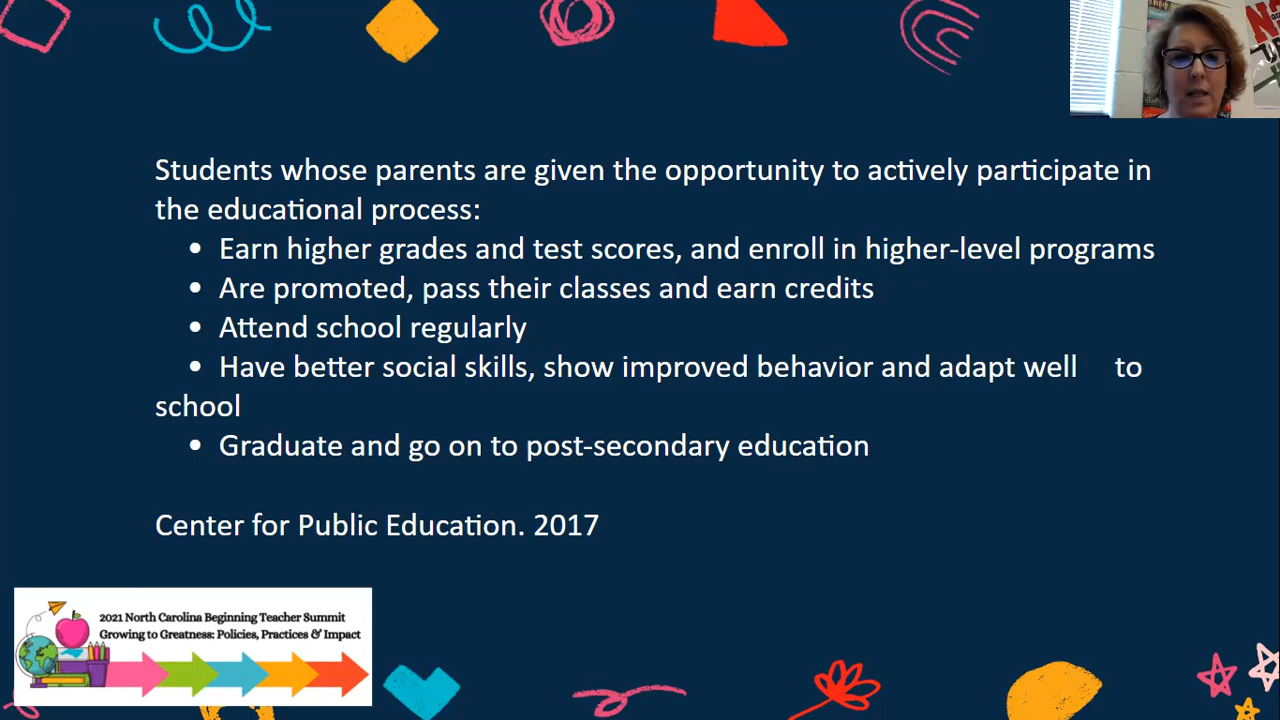 Students whose parents are given the opportunity to actively participate in
the educational process:
• Earn higher grades and test scores, and enroll in higher-level programs
• Are promoted, pass their classes and earn credits
• Attend school regularly
• Have better social skills, show improved behavior and adapt well to
school
• Graduate and go on to post-secondary education
Center for Public Education. 2017
2021 North Carolina Beginning Teacher Summit
Growing to Greatness: Policies, Practices & Impact